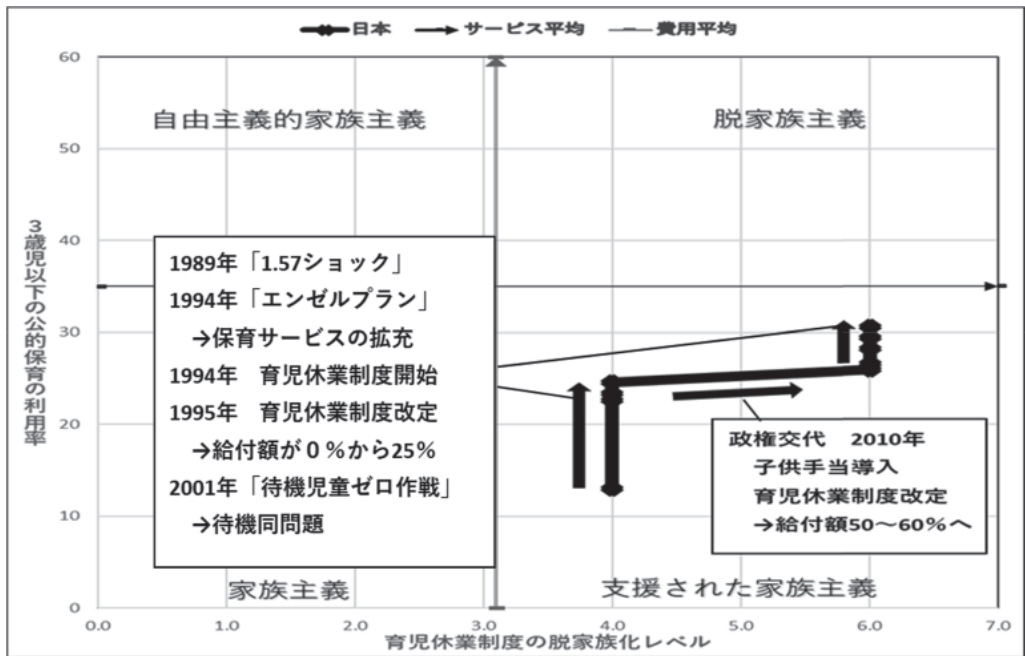 日本 サービス平均 費用平均
60
50
40
30
20
10
0
3歳児以下の公的保育の利用率
自由主義的家族主義
脱家族主義
1989年「1.57ショック」
1994年「エンゼルプラン」
→保育サービスの拡充
1994年 育児休業制度開始
1995年 育児休業制度改定
→給付額が0%から25%
2001年「待機児童ゼロ作戦」
→待機同問題
政権交代 2010年
子供手当導入
育児休業制度改定
→給付額50~60%へ
家族主義
支援された家族主義
0.0 1.0 2.0 3.0 4.0 5.0 6.0 7.0
育児休業制度の脱家族化レベル